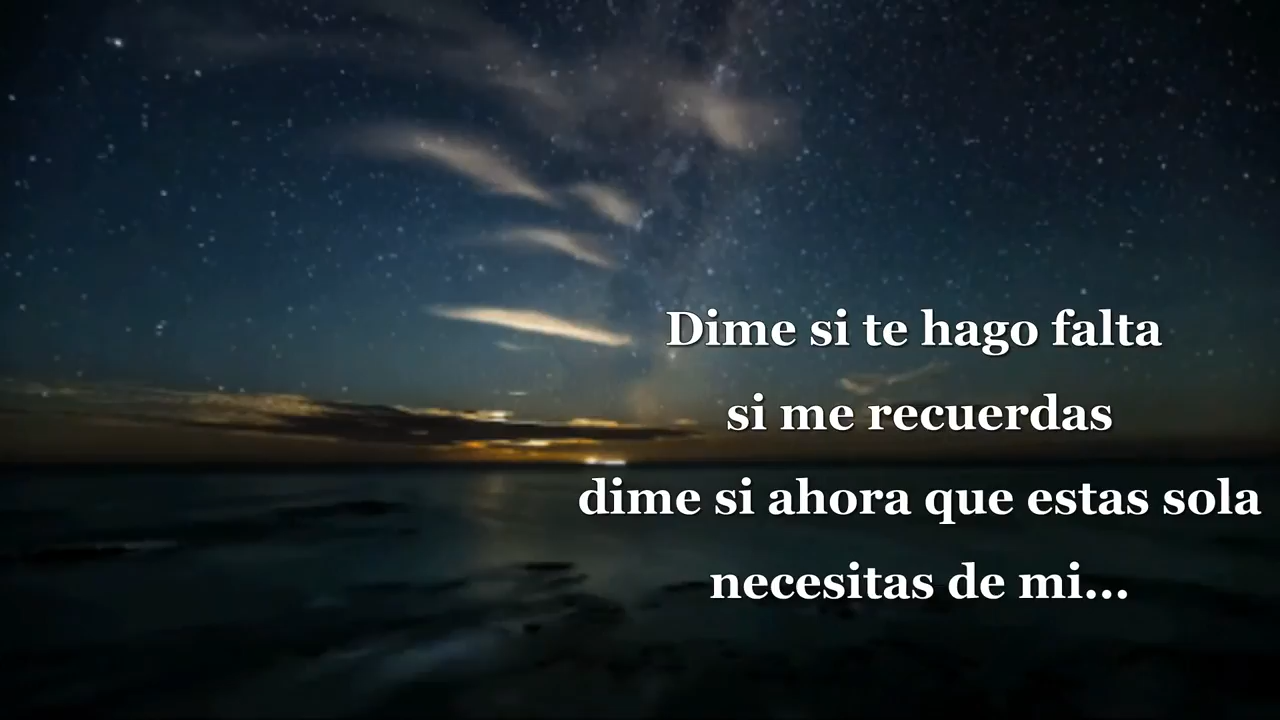 Dime si te hago falta
si me recuerdas
dime si ahora que estas sola
necesitas de mi...